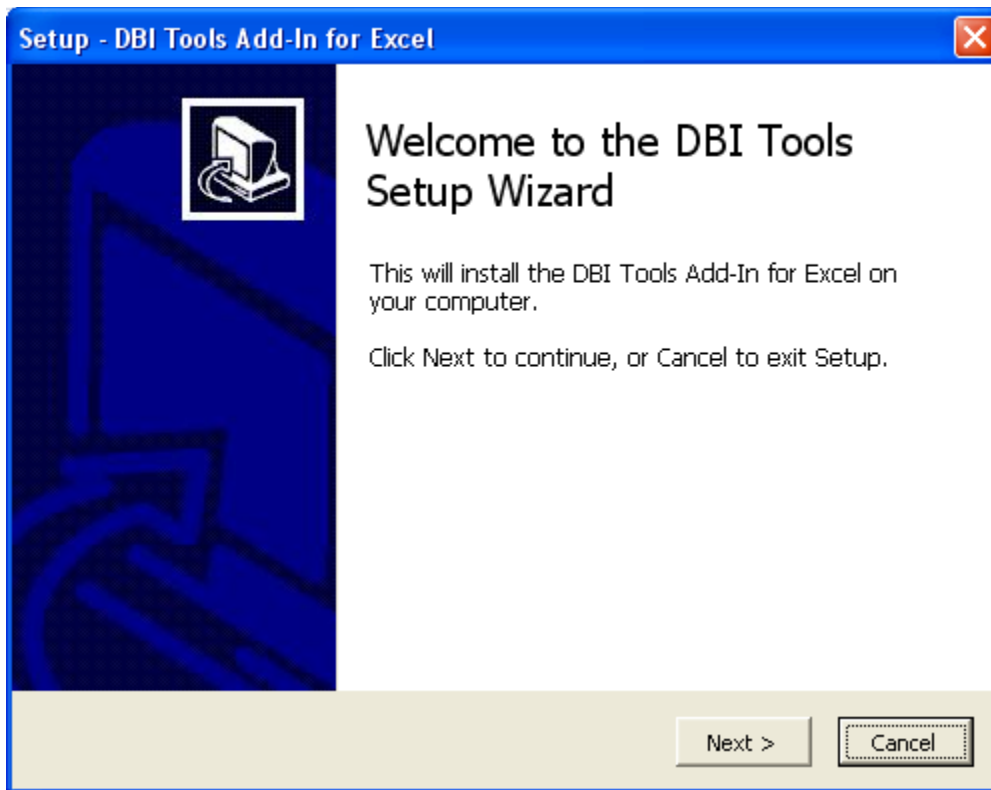 Setup - DBI Tools Add-In for Excel
Welcome to the DBI Tools
Setup Wizard
This will install the DBI Tools Add-In for Excel on
your computer.
Click Next to continue, or Cancel to exit Setup.
Next >
Cancel